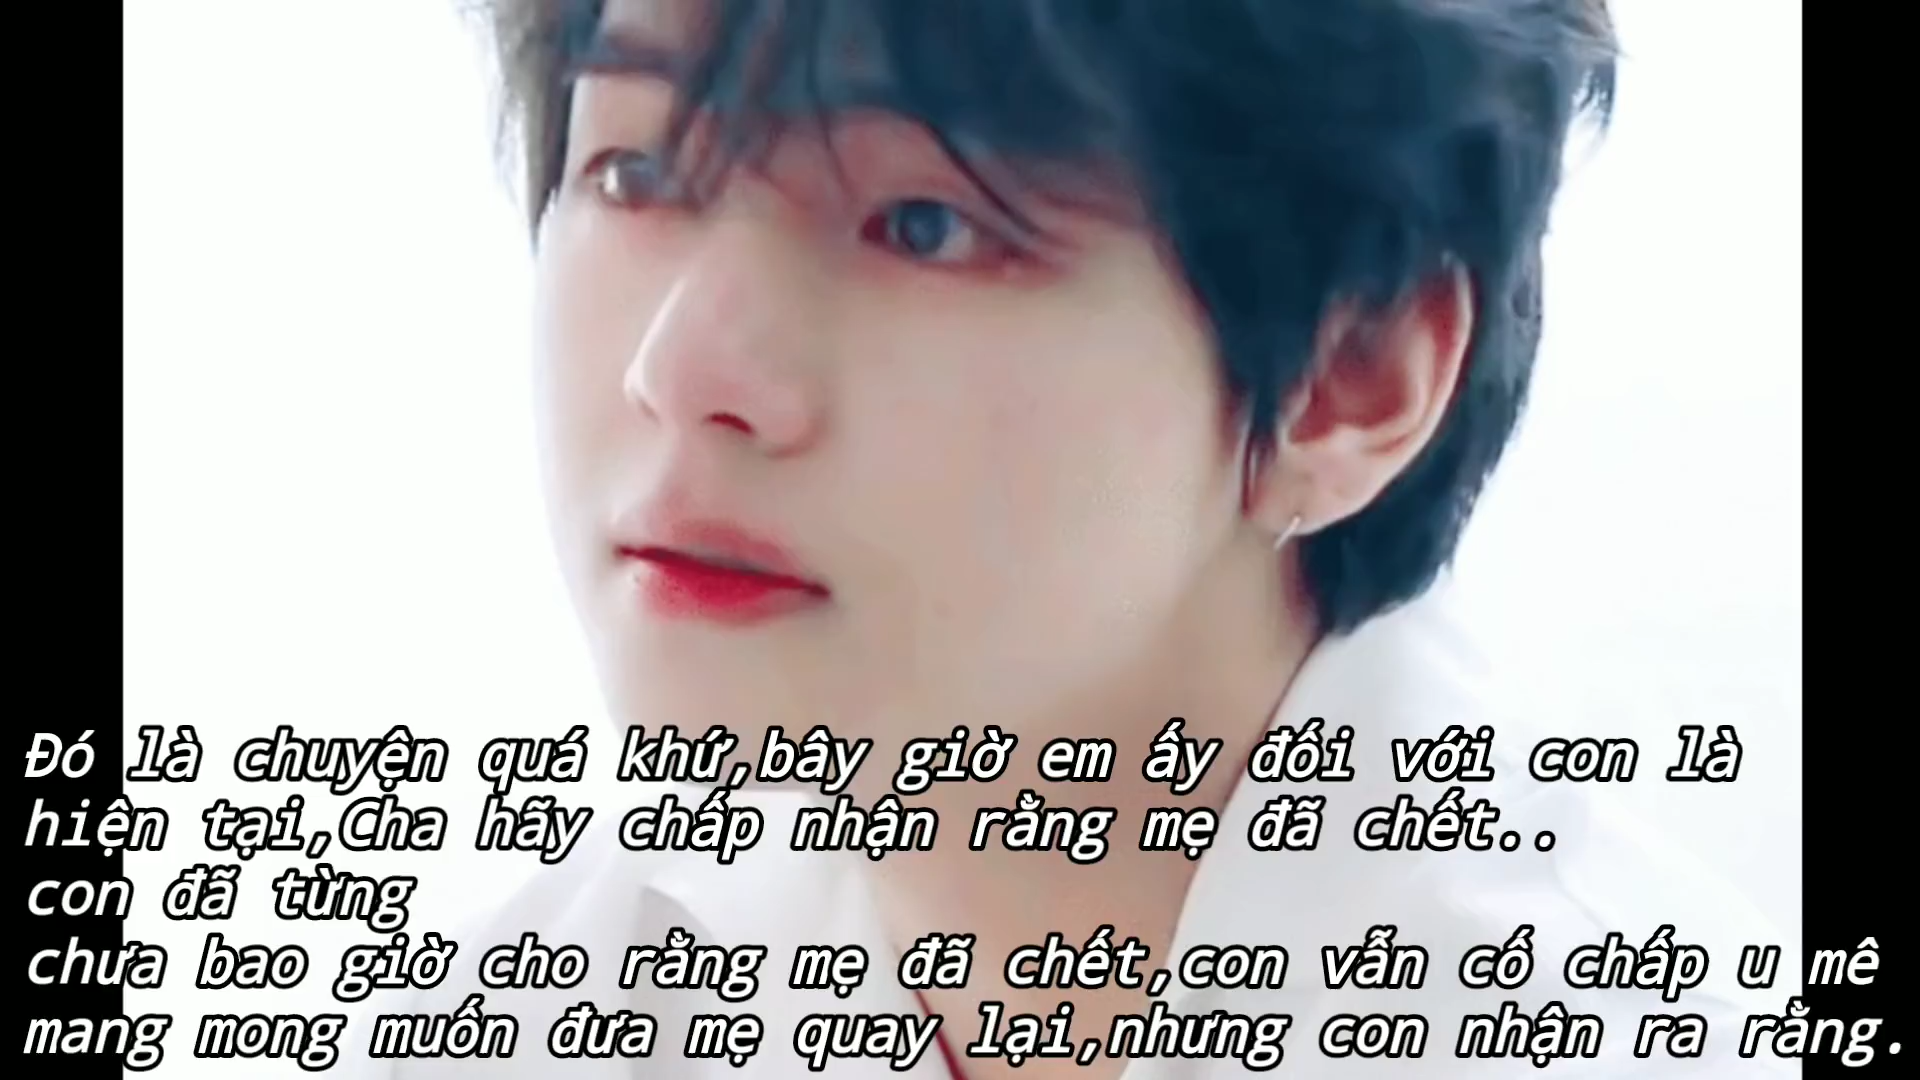 Đó là chuyện quá khứ,bây giờ em ấy đối với con là
hiện tại,Cha hãy chấp nhận rằng mẹ đã chết..
con đã từng
chưa bao giờ cho rằng mẹ đã chết,con vẫn cố chấp u mê
mang mong muốn đưa mẹ quay lại,nhưng con nhận ra rằng.